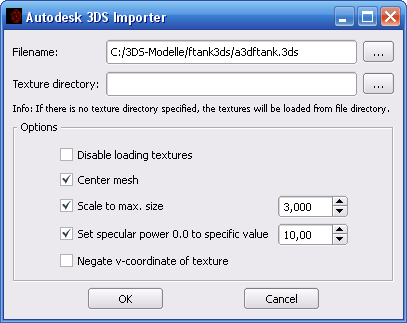 Autodesk 3DS Importer
Filename: C:/3DS-Modelle/ftank3ds/a3dftank.3ds ...
Texture directory: ...
Info: If there is no texture directory specified, the textures will be loaded from file directory.
Options
Disable loading textures
Center mesh
Scale to max. size 3,000
Set specular power 0.0 to specific value 10,00
Negate v-coordinate of texture
OK Cancel